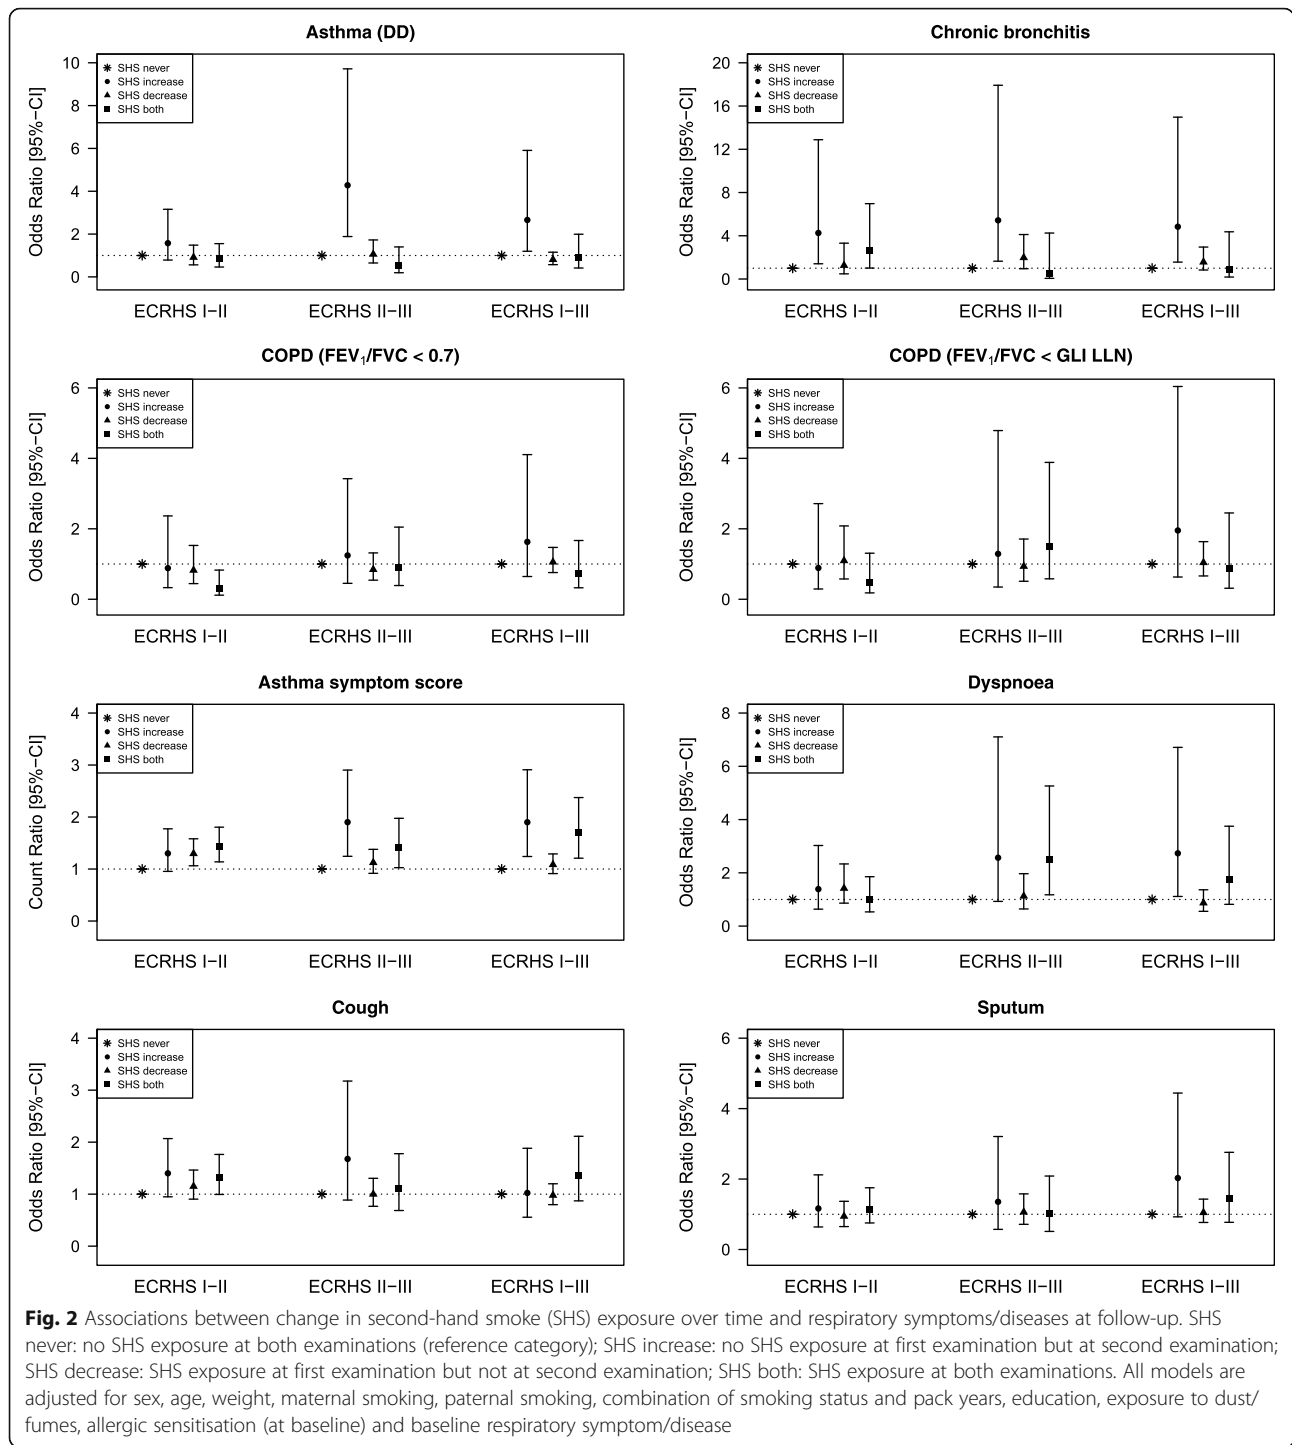 Asthma (DD)
Odds Ratio [95%−CI]
10
8
6
4
2
0
SHS never
SHS increase
SHS decrease
SHS both
ECRHS I−II
ECRHS II−III
ECRHS I−III
Chronic bronchitis
Odds Ratio [95%−CI]
20
16
12
8
4
0
SHS never
SHS increase
SHS decrease
SHS both
ECRHS I−II
ECRHS II−III
ECRHS I−III
COPD (FEV₁/FVC < 0.7)
Odds Ratio [95%−CI]
6
4
2
0
SHS never
SHS increase
SHS decrease
SHS both
ECRHS I−II
ECRHS II−III
ECRHS I−III
COPD (FEV₁/FVC < GLI LLN)
Odds Ratio [95%−CI]
6
4
2
0
SHS never
SHS increase
SHS decrease
SHS both
ECRHS I−II
ECRHS II−III
ECRHS I−III
Asthma symptom score
Count Ratio [95%−CI]
4
3
2
1
0
SHS never
SHS increase
SHS decrease
SHS both
ECRHS I−II
ECRHS II−III
ECRHS I−III
Dyspnoea
Odds Ratio [95%−CI]
8
6
4
2
0
SHS never
SHS increase
SHS decrease
SHS both
ECRHS I−II
ECRHS II−III
ECRHS I−III
Cough
Odds Ratio [95%−CI]
4
3
2
1
0
SHS never
SHS increase
SHS decrease
SHS both
ECRHS I−II
ECRHS II−III
ECRHS I−III
Sputum
Odds Ratio [95%−CI]
6
4
2
0
SHS never
SHS increase
SHS decrease
SHS both
ECRHS I−II
ECRHS II−III
ECRHS I−III
Fig. 2 Associations between change in second-hand smoke (SHS) exposure over time and respiratory symptoms/diseases at follow-up. SHS
never: no SHS exposure at both examinations (reference category); SHS increase: no SHS exposure at first examination but at second examination;
SHS decrease: SHS exposure at first examination but not at second examination; SHS both: SHS exposure at both examinations. All models are
adjusted for sex, age, weight, maternal smoking, paternal smoking, combination of smoking status and pack years, education, exposure to dust/
fumes, allergic sensitisation (at baseline) and baseline respiratory symptom/disease